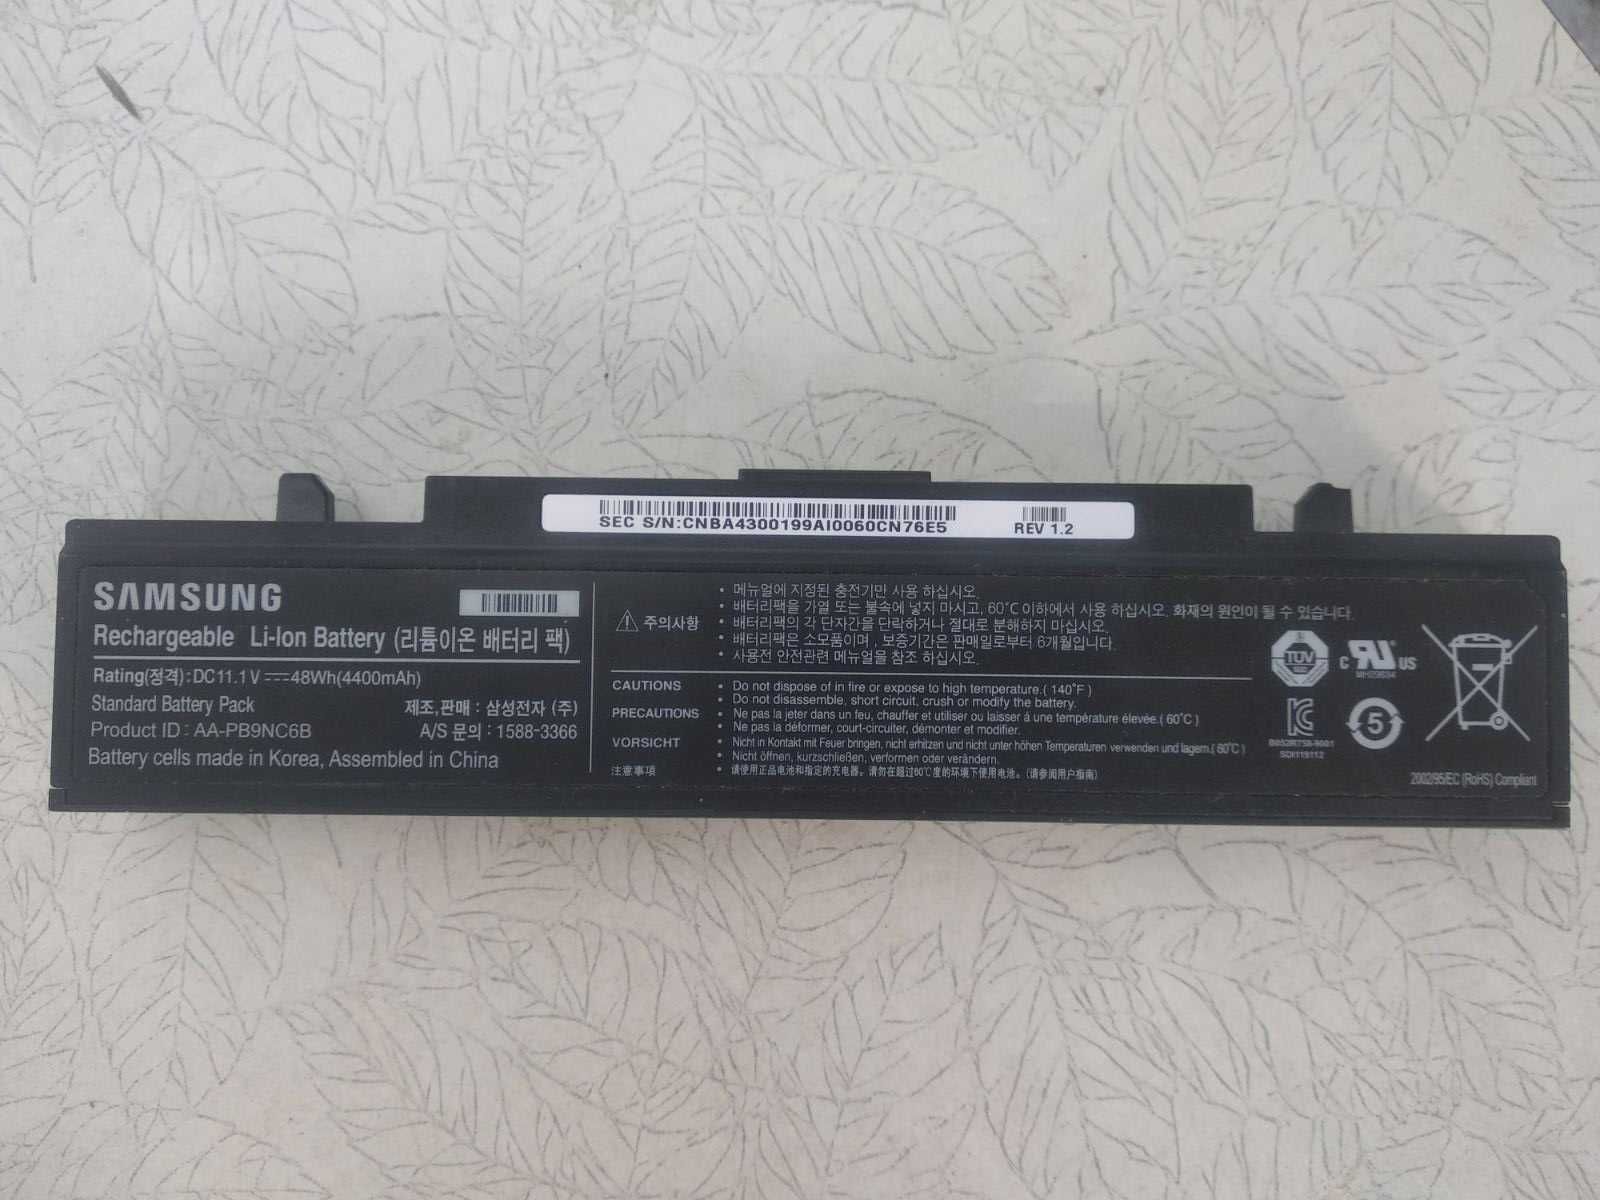 SEC S/N:CNBA4300199AI0060CN76E5
REV 1.2
SAMSUNG
Rechargeable Li-Ion Battery (리튬이온 배터리 팩)
Rating(정격):DC11.1V 48Wh(4400mAh)
Standard Battery Pack
제조,판매 : 삼성전자 (주)
Product ID : AA-PB9NC6B
A/S 문의 : 1588-3366
Battery cells made in Korea, Assembled in China
주의사항
• 메뉴얼에 지정된 충전기만 사용 하십시오.
• 배터리팩을 가열 또는 불속에 넣지 마시고, 60˚C 이하에서 사용 하십시오. 화재의 원인이 될 수 있습니다.
• 배터리팩의 각 단자간을 단락하거나 절대로 분해하지 마십시오.
• 배터리팩은 소모품이며 , 보증기간은 판매일로부터 6개월입니다.
• 사용전 안전관련 메뉴얼을 참조 하십시오.
CAUTIONS
• Do not dispose of in fire or expose to high temperature.( 140˚F )
• Do not disassemble, short circuit, crush or modify the battery.
PRECAUTIONS
• Ne pas la jeter dans un feu, chauffer et utiliser ou laisser á une température élevée.( 60˚C )
• Ne pas la déformer, court-circuiter, démonter et modifier.
VORSICHT
• Nicht in Kontakt mit Feuer bringen, nicht erhitzen und nicht unter höhen Temperaturen verwenden und lagern.( 60˚C )
• Nicht öffnen, kurzschließen, verformen oder verändern.
注意事项
• 请使用正品电池和指定的充电器。请勿在超过60℃度的环境下使用电池。(请参阅用户指南)
TÜV
c RU US
MH29694
5
2002/95/EC (RoHS) Compliant